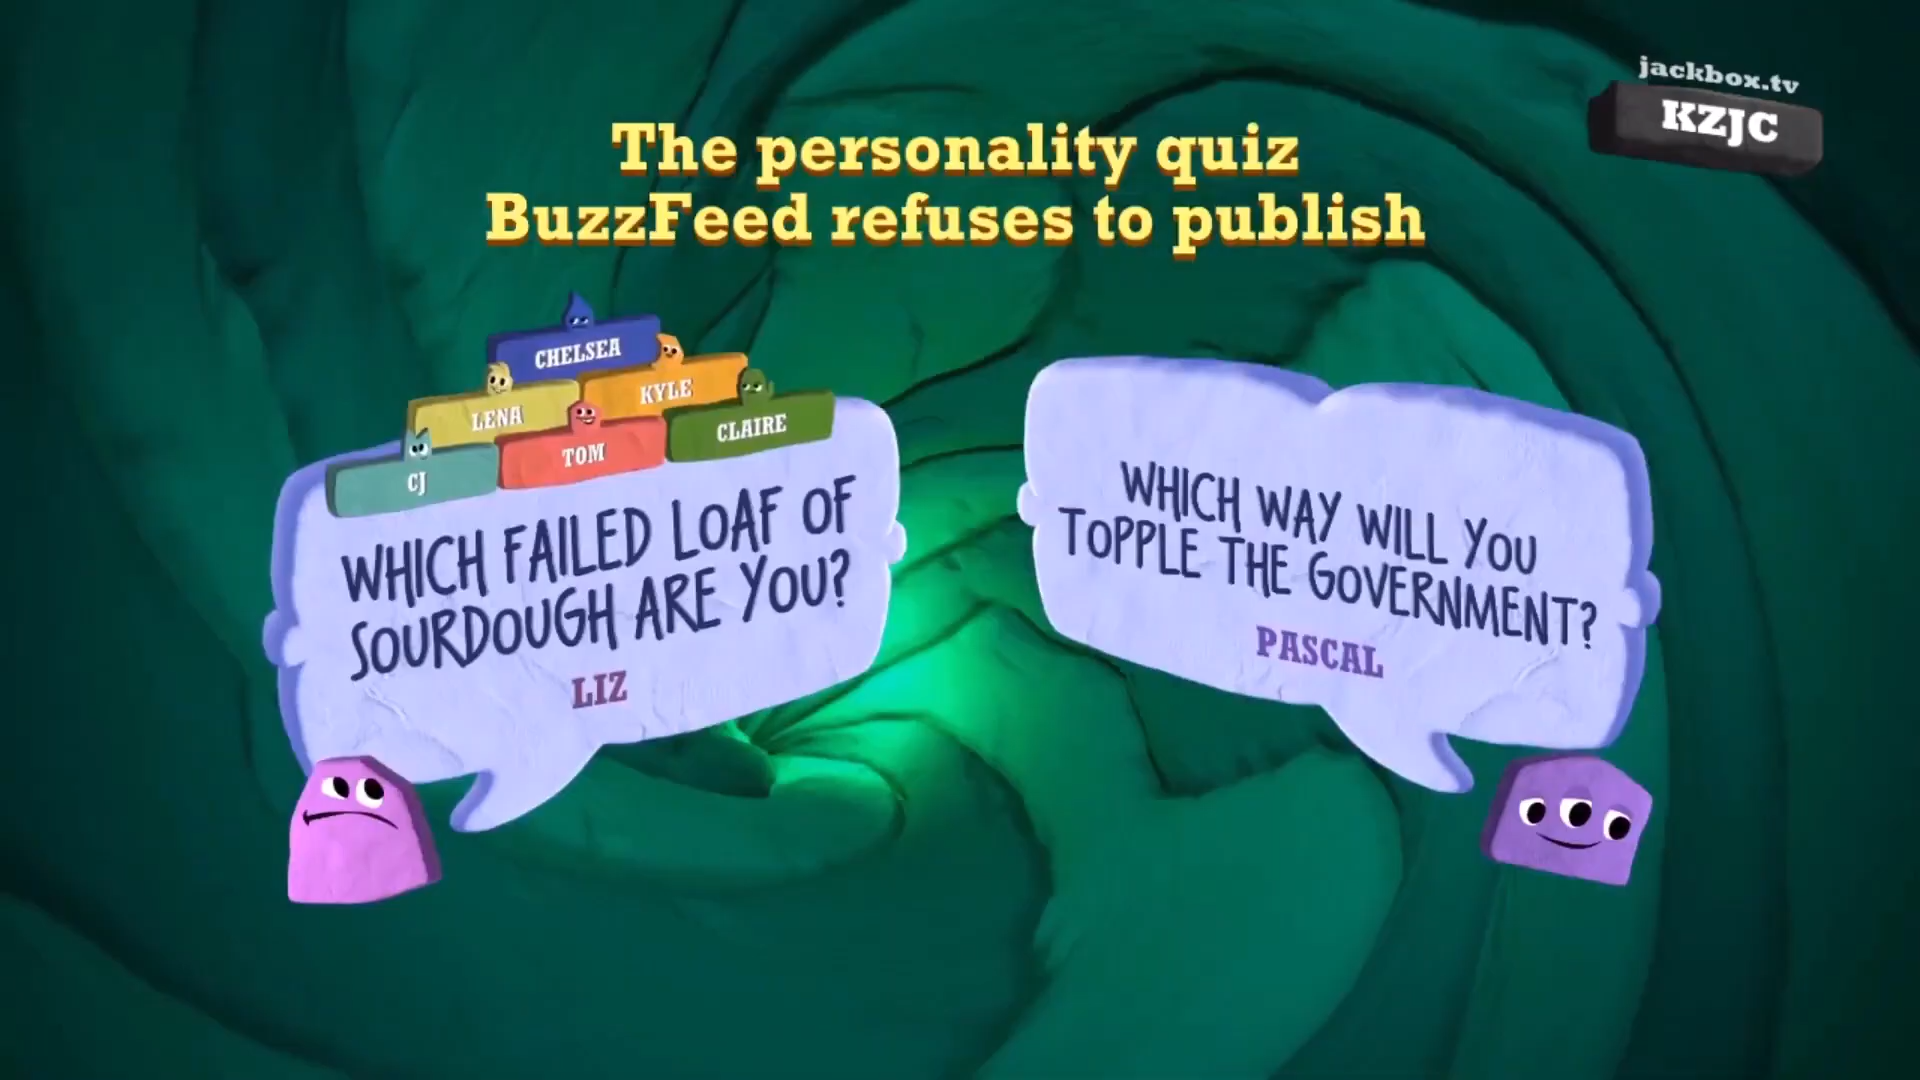 jackbox.tv
KZJC
The personality quiz
BuzzFeed refuses to publish
CHELSEA
LENA
KYLE
CJ
TOM
CLAIRE
WHICH FAILED LOAF OF
SOURDOUGH ARE YOU?
LIZ
WHICH WAY WILL YOU
TOPPLE THE GOVERNMENT?
PASCAL